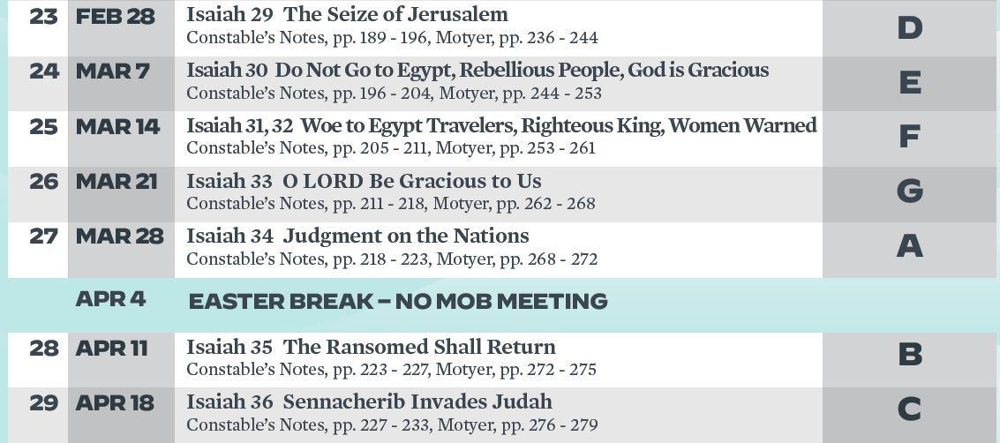 23 FEB 28 Isaiah 29 The Seize of Jerusalem D
Constable's Notes, pp. 189 - 196, Motyer, pp. 236 - 244
24 MAR 7 Isaiah 30 Do Not Go to Egypt, Rebellious People, God is Gracious E
Constable's Notes, pp. 196 - 204, Motyer, pp. 244 - 253
25 MAR 14 Isaiah 31, 32 Woe to Egypt Travelers, Righteous King, Women Warned F
Constable's Notes, pp. 205 - 211, Motyer, pp. 253 - 261
26 MAR 21 Isaiah 33 O LORD Be Gracious to Us G
Constable's Notes, pp. 211 - 218, Motyer, pp. 262 - 268
27 MAR 28 Isaiah 34 Judgment on the Nations A
Constable's Notes, pp. 218 - 223, Motyer, pp. 268 - 272
APR 4 EASTER BREAK – NO MOB MEETING
28 APR 11 Isaiah 35 The Ransomed Shall Return B
Constable's Notes, pp. 223 - 227, Motyer, pp. 272 - 275
29 APR 18 Isaiah 36 Sennacherib Invades Judah C
Constable's Notes, pp. 227 - 233, Motyer, pp. 276 - 279